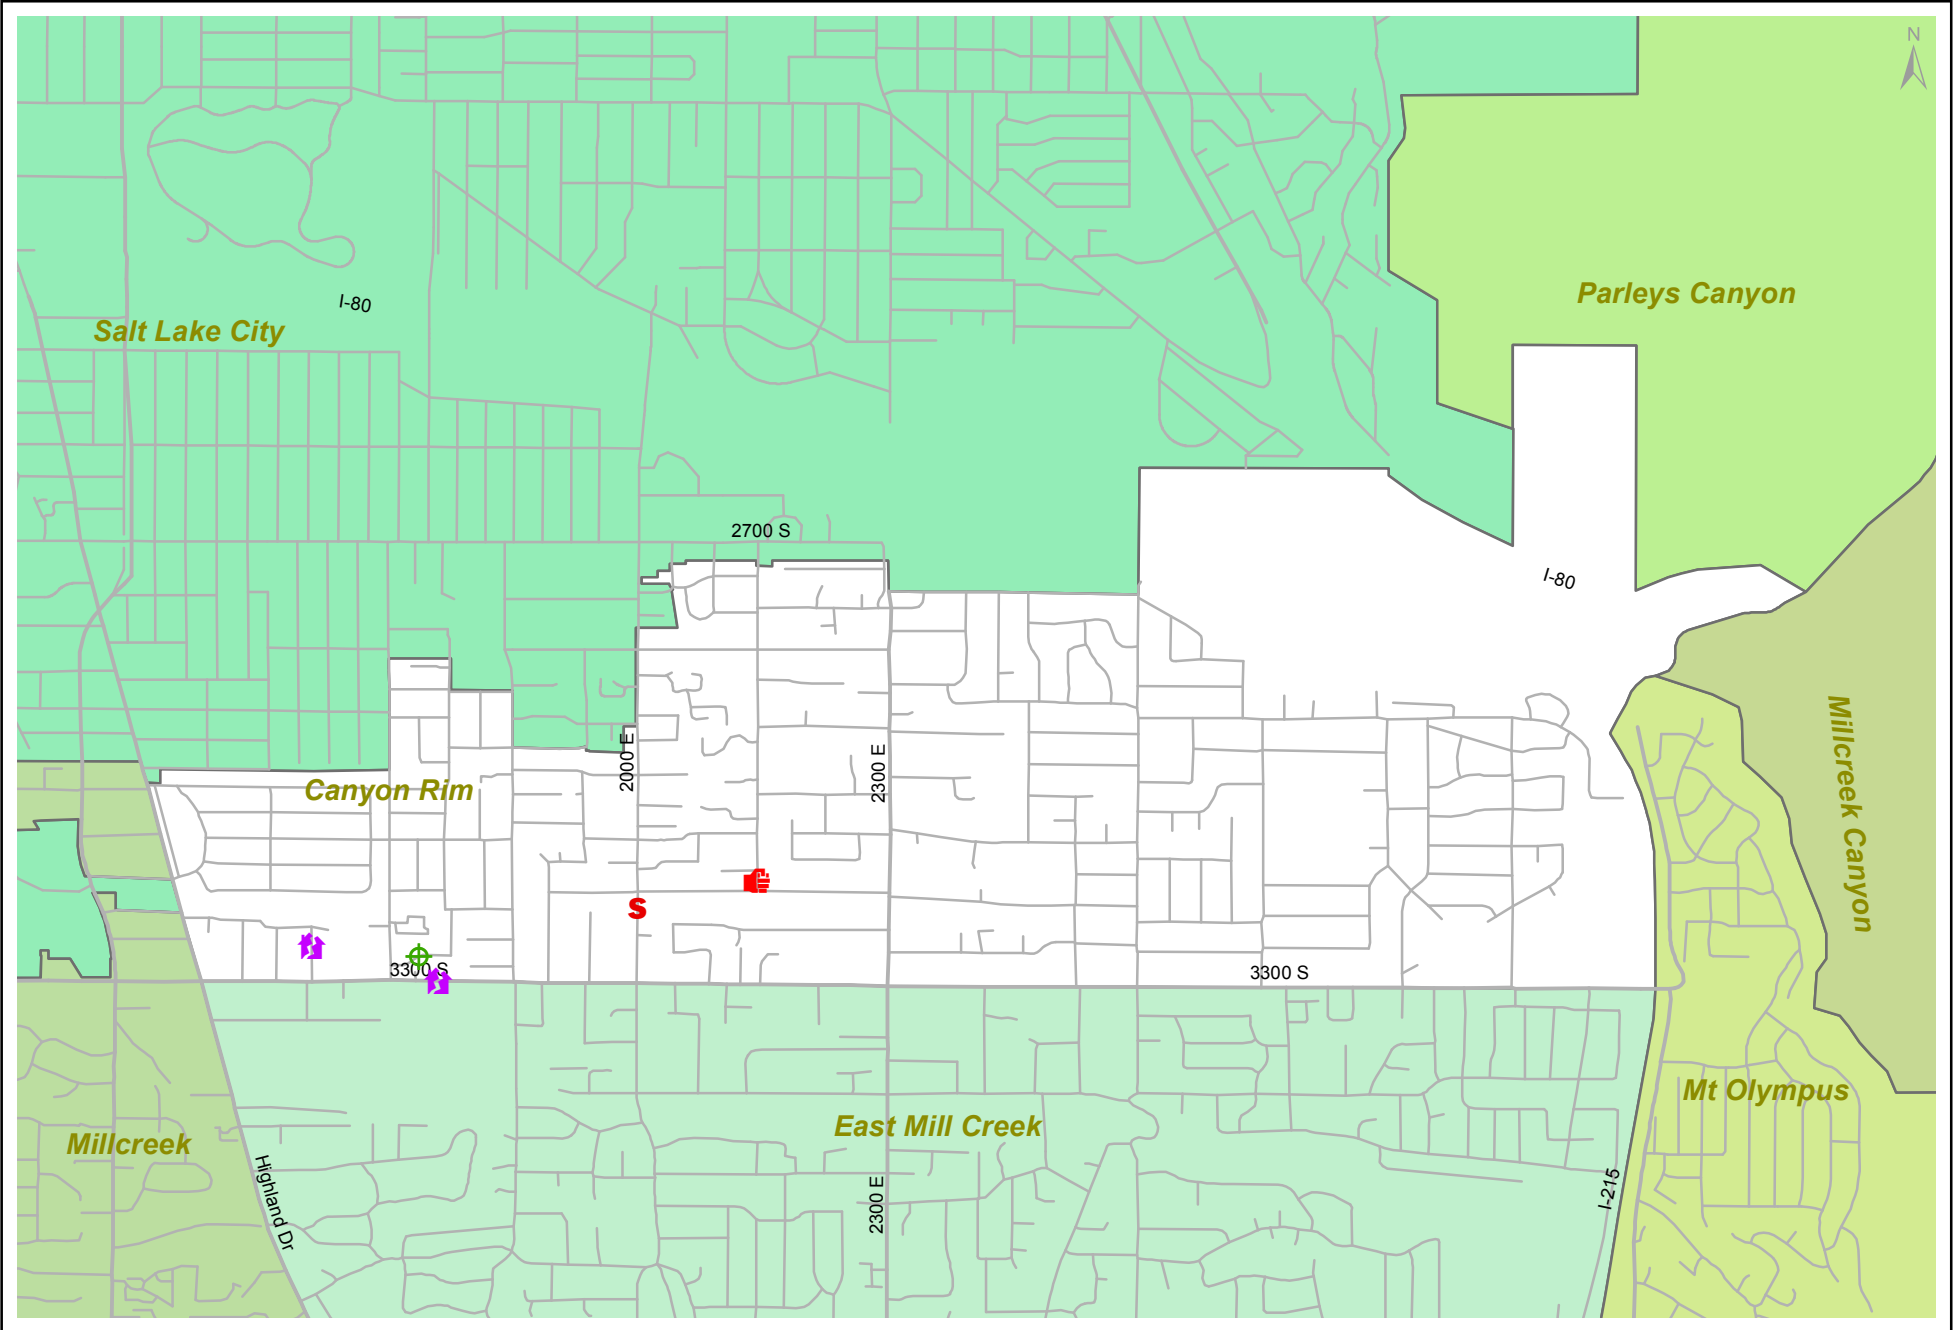 N
Parleys Canyon
I-80
Salt Lake City
2700 S
I-80
2000 E
2300 E
Canyon Rim
Millcreek Canyon
S
3300 S
3300 S
Mt Olympus
East Mill Creek
Millcreek
Highland Dr
2300 E
I-215